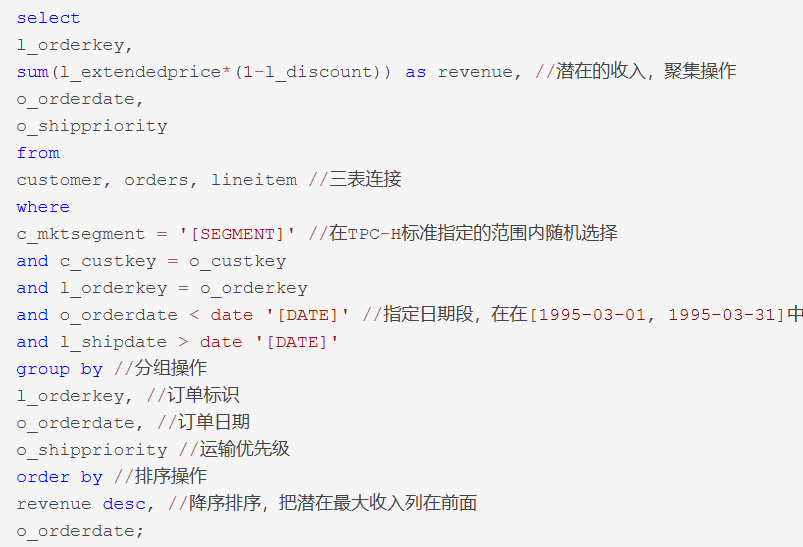 select
l_orderkey,
sum(l_extendedprice*(1-l_discount)) as revenue, //潜在的收入，聚集操作
o_orderdate,
o_shippriority
from
customer, orders, lineitem //三表连接
where
c_mktsegment = '[SEGMENT]' //在TPC-H标准指定的范围内随机选择
and c_custkey = o_custkey
and l_orderkey = o_orderkey
and o_orderdate < date '[DATE]' //指定日期段，在在[1995-03-01, 1995-03-31]中
and l_shipdate > date '[DATE]'
group by //分组操作
l_orderkey, //订单标识
o_orderdate, //订单日期
o_shippriority //运输优先级
order by //排序操作
revenue desc, //降序排序，把潜在最大收入列在前面
o_orderdate;